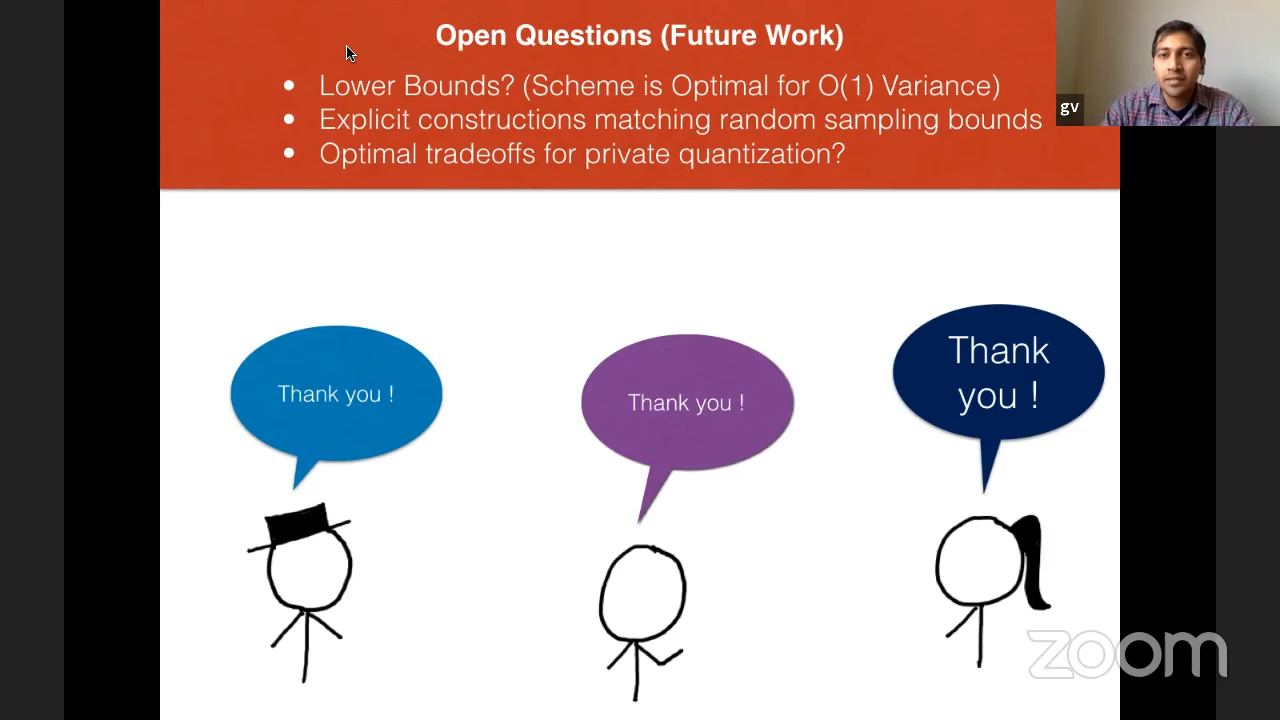 Open Questions (Future Work)
• Lower Bounds? (Scheme is Optimal for O(1) Variance)
• Explicit constructions matching random sampling bounds
• Optimal tradeoffs for private quantization?
gv
Thank you !
Thank you !
Thank
you !
zoom